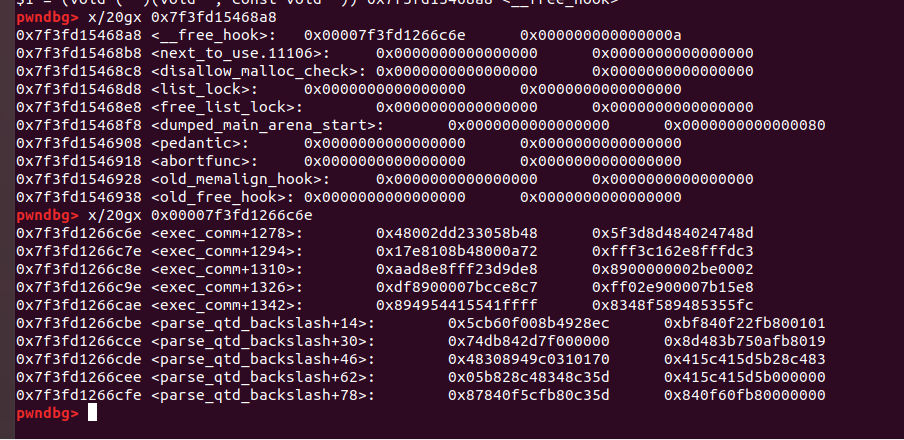 pwndbg> x/20gx 0x7f3fd15468a8
0x7f3fd15468a8 <__free_hook>: 0x00007f3fd1266c6e 0x000000000000000a
0x7f3fd15468b8 <next_to_use.11106>: 0x0000000000000000 0x0000000000000000
0x7f3fd15468c8 <disallow_malloc_check>: 0x0000000000000000 0x0000000000000000
0x7f3fd15468d8 <list_lock>: 0x0000000000000000 0x0000000000000000
0x7f3fd15468e8 <free_list_lock>: 0x0000000000000000 0x0000000000000000
0x7f3fd15468f8 <dumped_main_arena_start>: 0x0000000000000000 0x0000000000000080
0x7f3fd1546908 <pedantic>: 0x0000000000000000 0x0000000000000000
0x7f3fd1546918 <abortfunc>: 0x0000000000000000 0x0000000000000000
0x7f3fd1546928 <old_memalign_hook>: 0x0000000000000000 0x0000000000000000
0x7f3fd1546938 <old_free_hook>: 0x0000000000000000 0x0000000000000000
pwndbg> x/20gx 0x00007f3fd1266c6e
0x7f3fd1266c6e <exec_comm+1278>: 0x48002dd233058b48 0x5f3d8d484024748d
0x7f3fd1266c7e <exec_comm+1294>: 0x17e8108b48000a72 0xfff3c162e8fffdc3
0x7f3fd1266c8e <exec_comm+1310>: 0xaad8e8fff23d9de8 0x8900000002be0002
0x7f3fd1266c9e <exec_comm+1326>: 0xdf8900007bcce8c7 0xff02e900007b15e8
0x7f3fd1266cae <exec_comm+1342>: 0x894954415541ffff 0x8348f589485355fc
0x7f3fd1266cbe <parse_qtd_backslash+14>: 0x5cb60f008b4928ec 0xbf840f22fb800101
0x7f3fd1266cce <parse_qtd_backslash+30>: 0x74db842d7f000000 0x8d483b750afb8019
0x7f3fd1266cde <parse_qtd_backslash+46>: 0x48308949c0310170 0x415c415d5b28c483
0x7f3fd1266cee <parse_qtd_backslash+62>: 0x05b828c48348c35d 0x415c415d5b000000
0x7f3fd1266cfe <parse_qtd_backslash+78>: 0x87840f5cfb80c35d 0x840f60fb80000000
pwndbg>